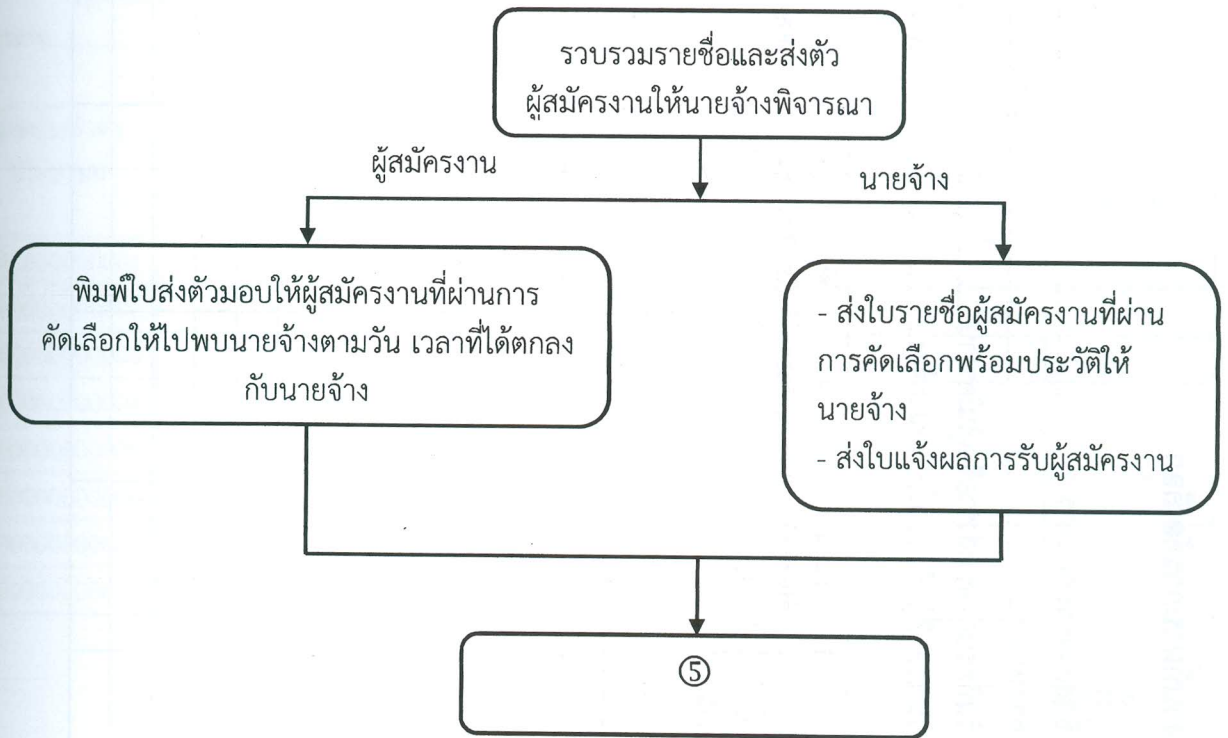 รวบรวมรายชื่อและส่งตัว
ผู้สมัครงานให้นายจ้างพิจารณา
ผู้สมัครงาน
นายจ้าง
พิมพ์ใบส่งตัวมอบให้ผู้สมัครงานที่ผ่านการ
คัดเลือกให้ไปพบนายจ้างตามวัน เวลาที่ได้ตกลง
กับนายจ้าง
- ส่งใบรายชื่อผู้สมัครงานที่ผ่าน
การคัดเลือกพร้อมประวัติให้
นายจ้าง
- ส่งใบแจ้งผลการรับผู้สมัครงาน
⑤